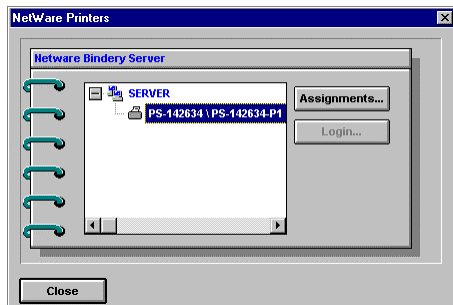 NetWare Printers
Netware Bindery Server
SERVER
PS-142634 \ PS-142634-P1
Assignments...
Login...
Close